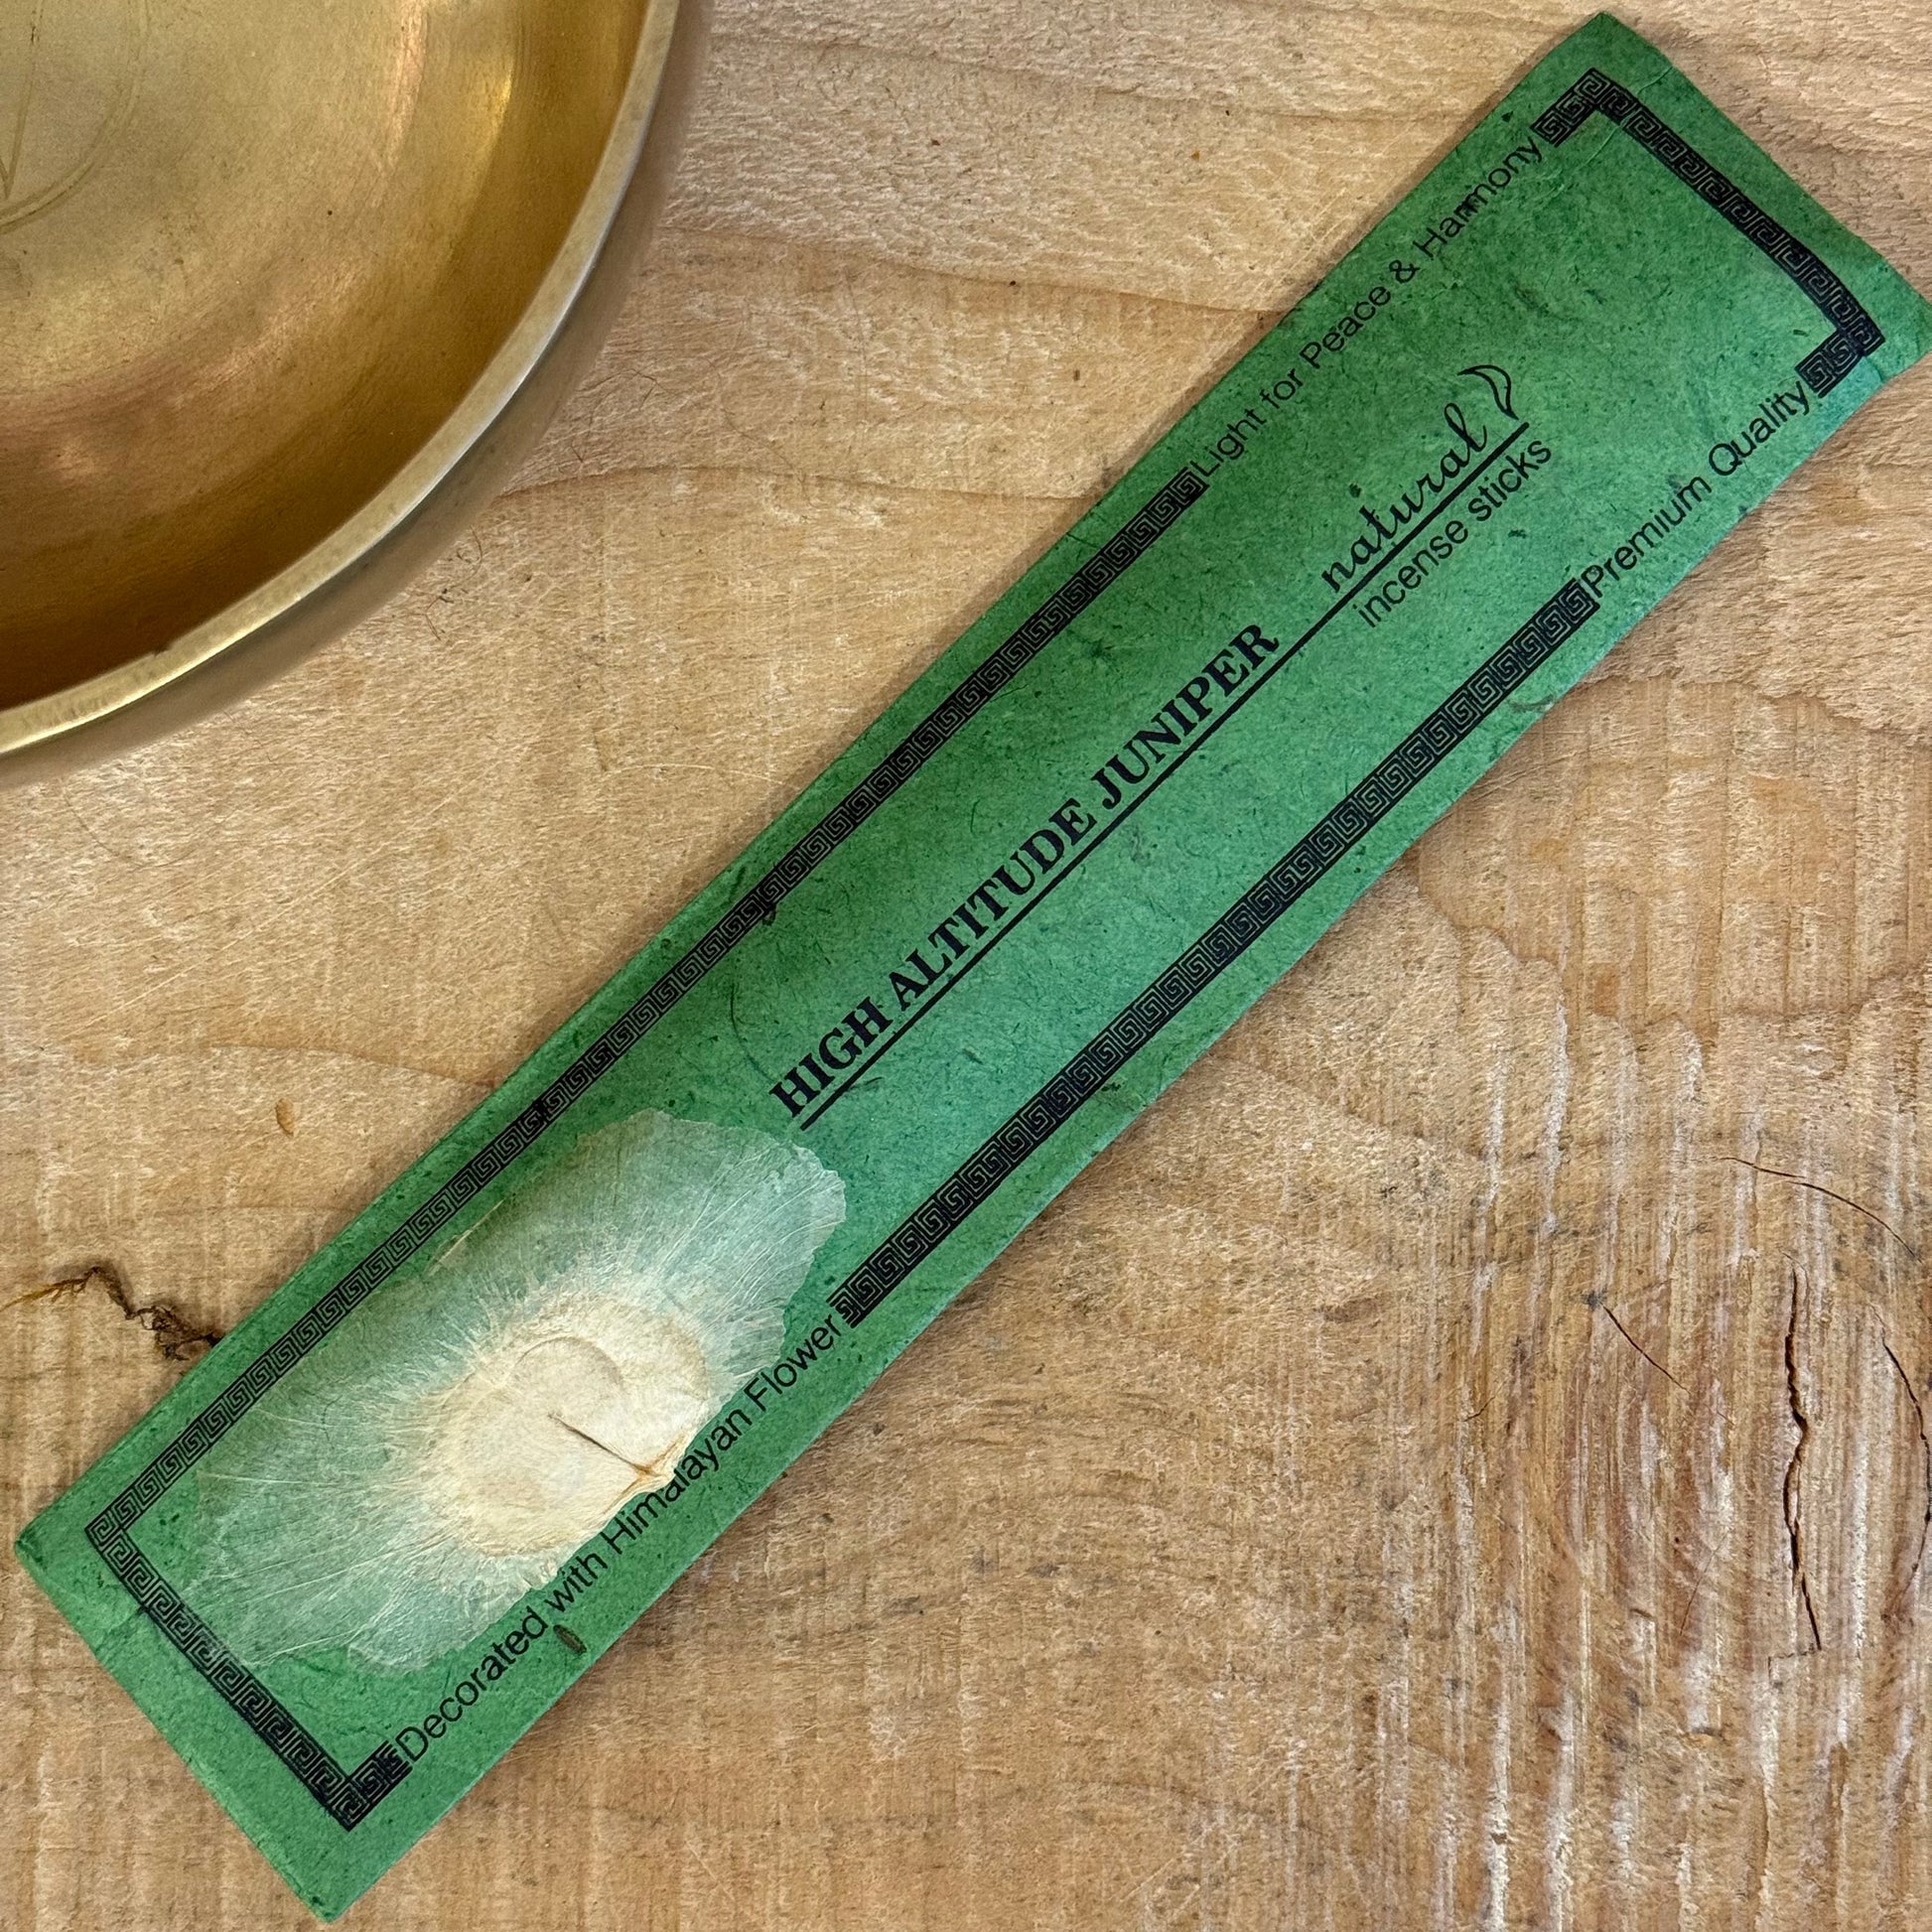 Light for Peace & Harmony
HIGH ALTITUDE JUNIPER
natural
incense sticks
Premium Quality
Decorated with Himalayan Flower